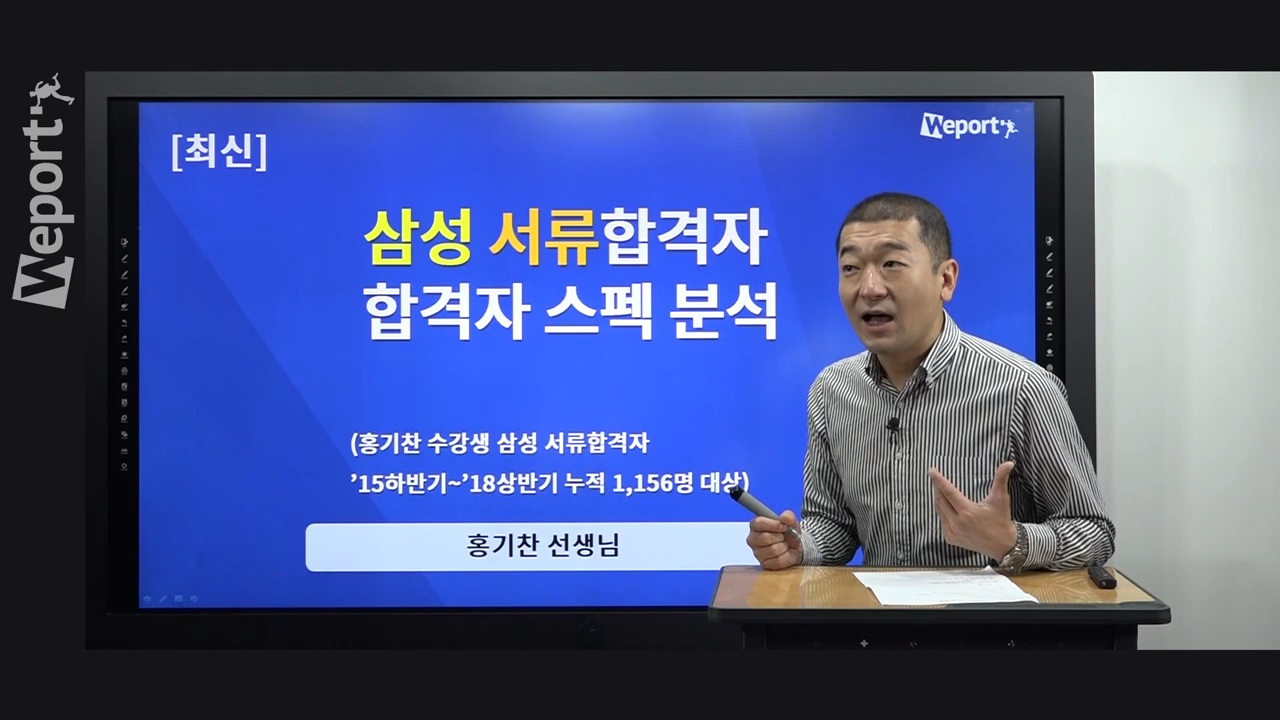 Weport
Weport
[최신]
삼성 서류합격자
합격자 스펙 분석
(홍기찬 수강생 삼성 서류합격자
’15하반기~’18상반기 누적 1,156명 대상)
홍기찬 선생님